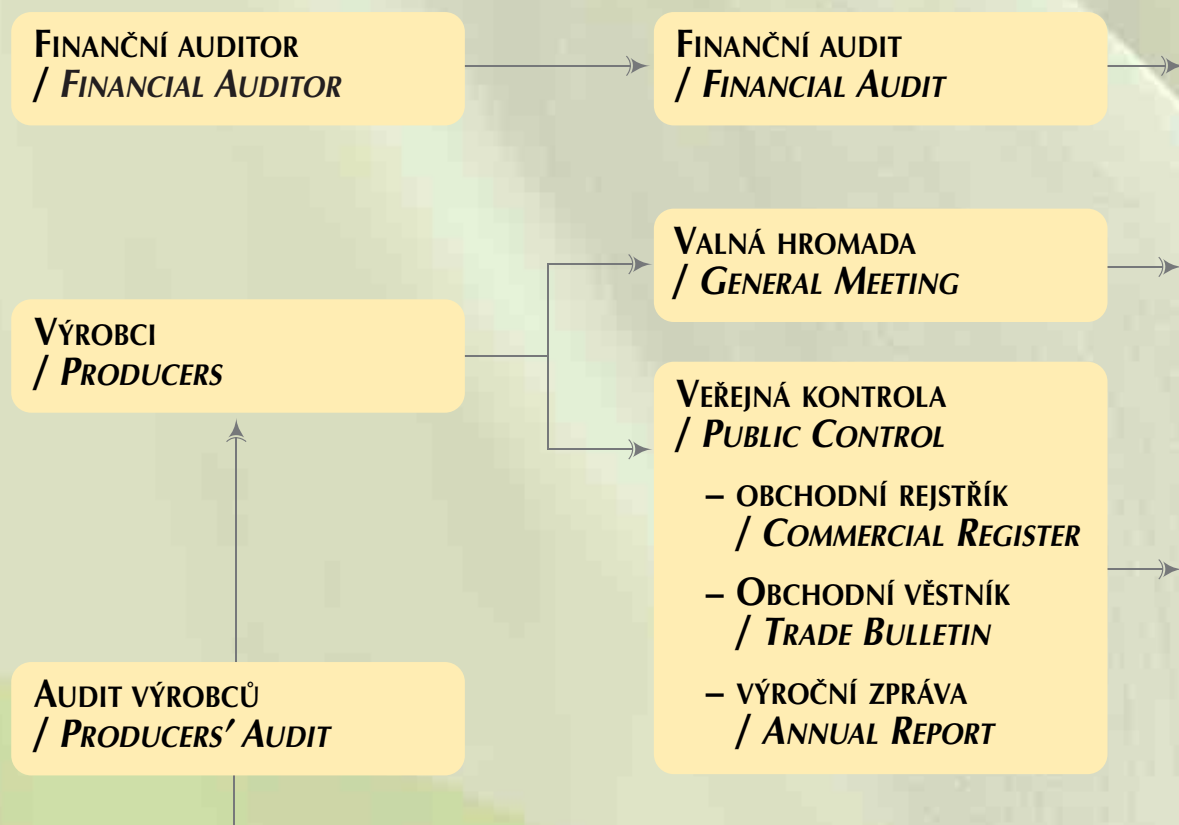 Finanční auditor
/ Financial Auditor
Finanční audit
/ Financial Audit
Valná hromada
/ General Meeting
Výrobci
/ Producers
Veřejná kontrola
/ Public Control
– obchodní rejstřík
/ Commercial Register
– Obchodní věstník
/ Trade Bulletin
– výroční zpráva
/ Annual Report
Audit výrobců
/ Producers’ Audit